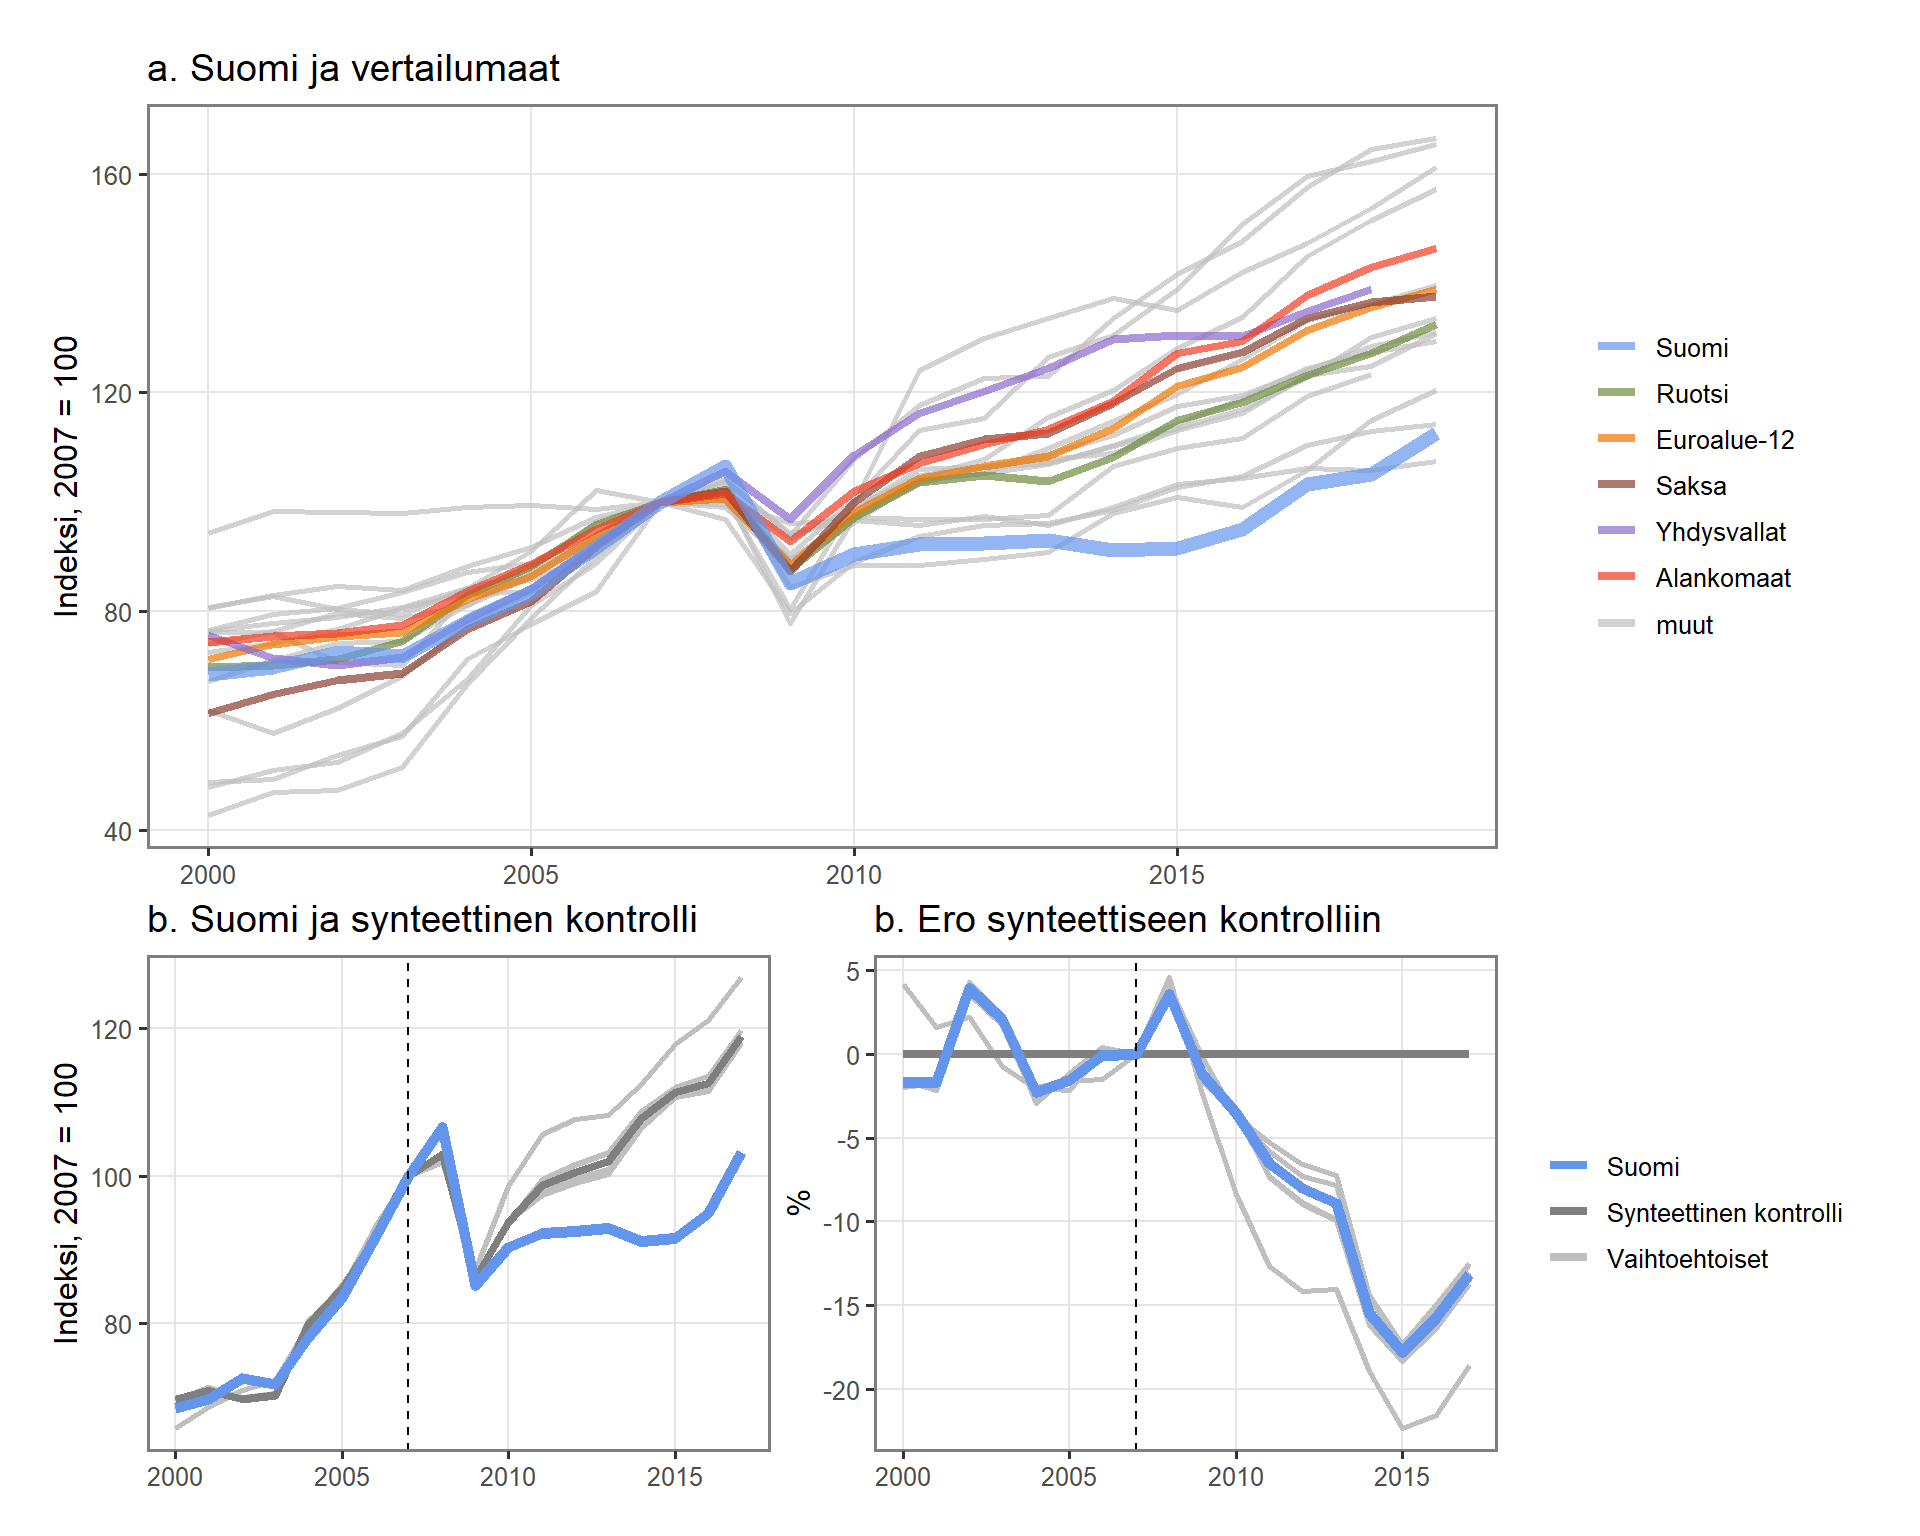 a. Suomi ja vertailumaat
Indeksi, 2007 = 100
160
120
80
40
2000
2005
2010
2015
Suomi
Ruotsi
Euroalue-12
Saksa
Yhdysvallat
Alankomaat
muut
b. Suomi ja synteettinen kontrolli
Indeksi, 2007 = 100
120
100
80
2000
2005
2010
2015
b. Ero synteettiseen kontrolliin
%
5
0
-5
-10
-15
-20
2000
2005
2010
2015
Suomi
Synteettinen kontrolli
Vaihtoehtoiset